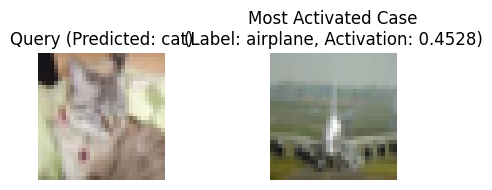 Most Activated Case
Query (Predicted: cat)
(Label: airplane, Activation: 0.4528)